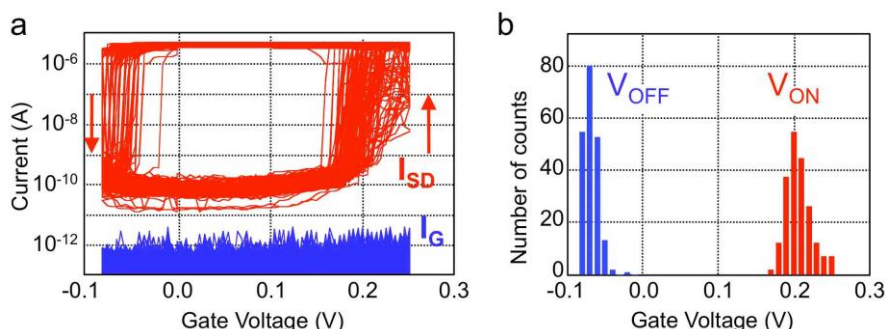 a
10⁻⁶
10⁻⁸
10⁻¹⁰
10⁻¹²
Current (A)
I_SD
I_G
-0.1 0.0 0.1 0.2 0.3
Gate Voltage (V)
b
80
60
40
20
0
Number of counts
V_OFF
V_ON
-0.1 0.0 0.1 0.2 0.3
Gate Voltage (V)